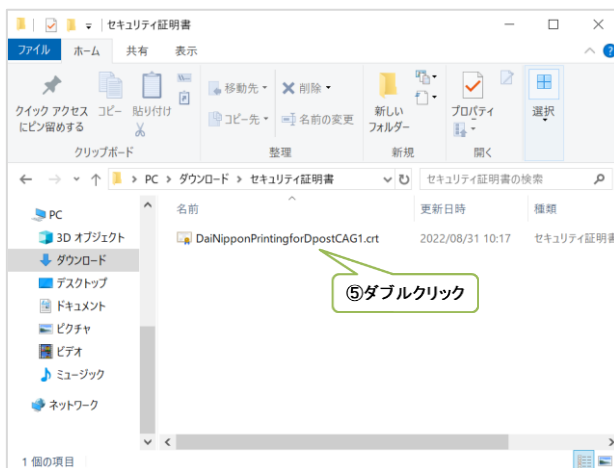 セキュリティ証明書
ファイル ホーム 共有 表示
クイック アクセス
にピン留めする
コピー
貼り付け
移動先
コピー先
削除
名前の変更
新しい
フォルダー
プロパティ
選択
クリップボード 整理 新規 開く
PC > ダウンロード > セキュリティ証明書
セキュリティ証明書の検索
名前 更新日時 種類
DaiNipponPrintingforDpostCAG1.crt 2022/08/31 10:17 セキュリティ証明書
⑤ダブルクリック
PC
3D オブジェクト
ダウンロード
デスクトップ
ドキュメント
ピクチャ
ビデオ
ミュージック
ネットワーク
1 個の項目